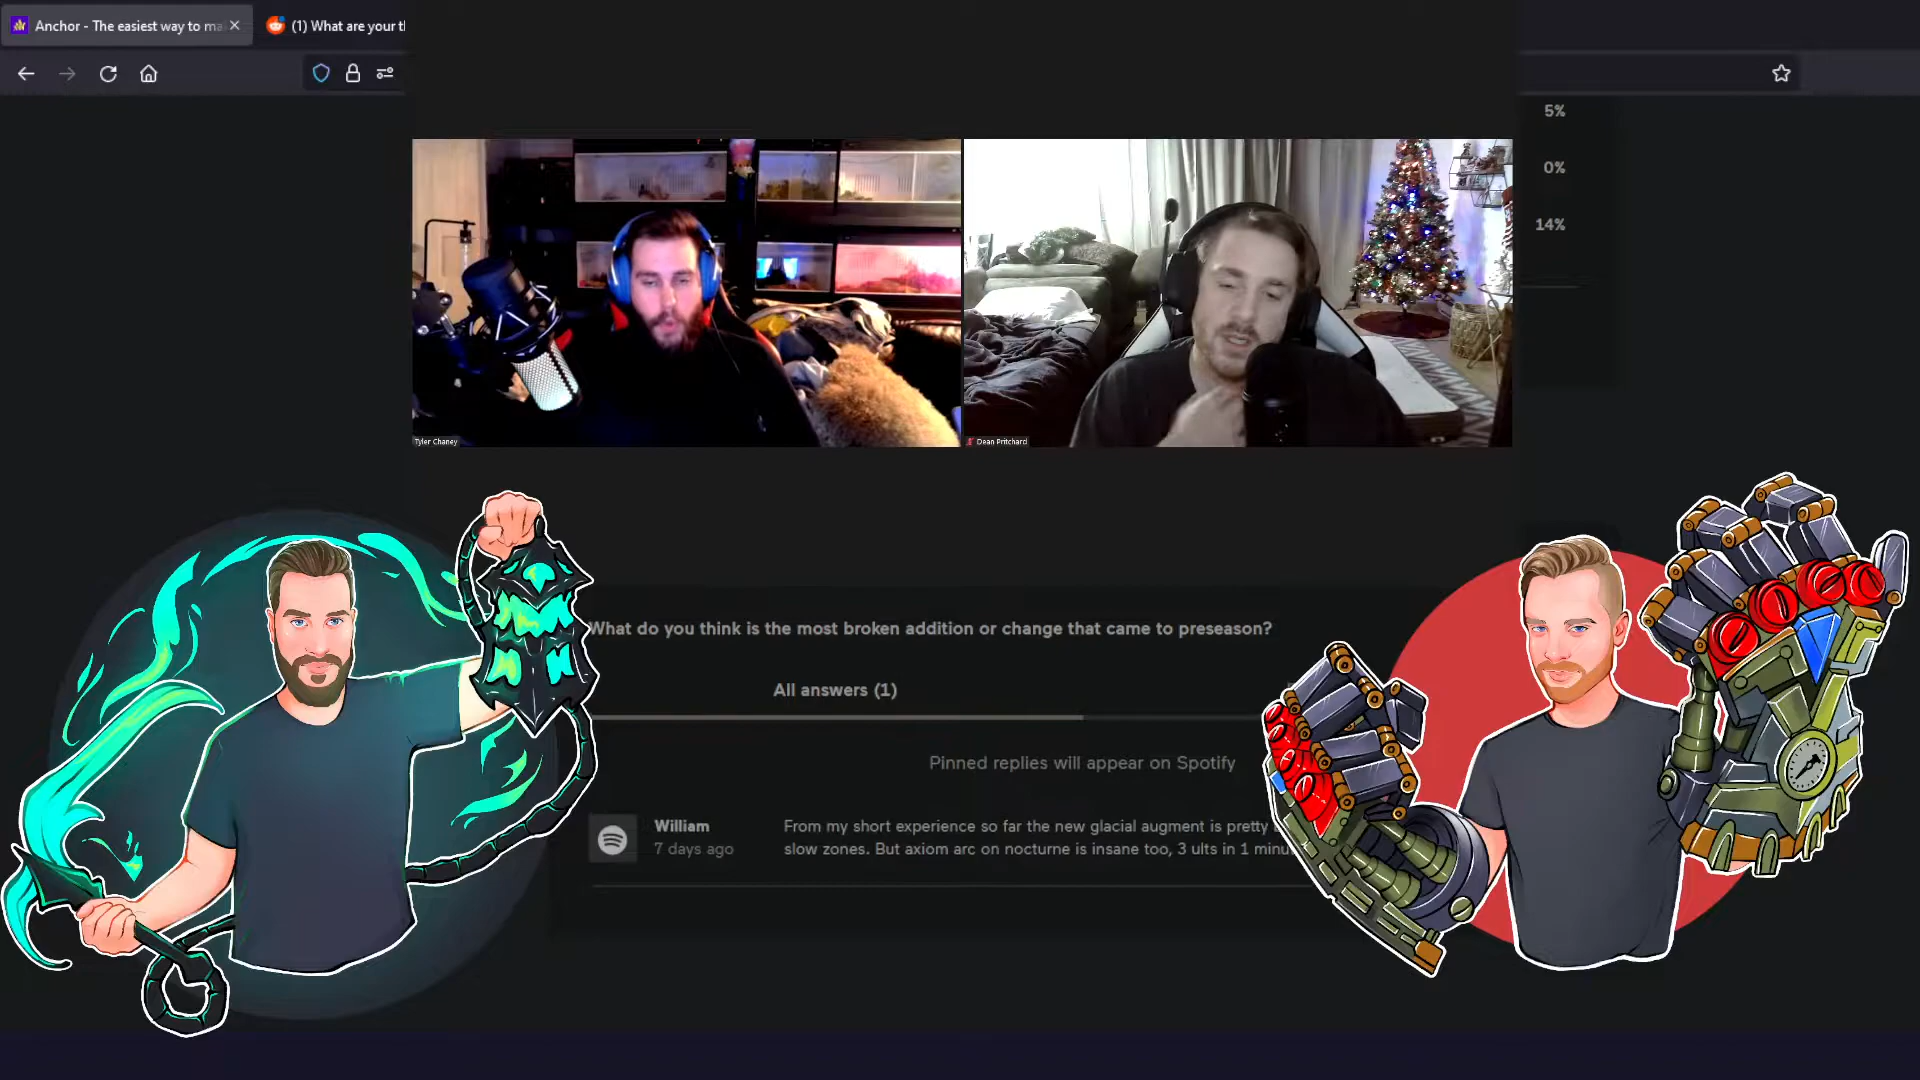 Anchor - The easiest way to ma
(1) What are your t
5%
0%
14%
Tyler Chaney
Dean Pritchard
What do you think is the most broken addition or change that came to preseason?
All answers (1)
Pinned replies will appear on Spotify
William
7 days ago
From my short experience so far the new glacial augment is pretty
slow zones. But axiom arc on nocturne is insane too, 3 ults in 1 minu